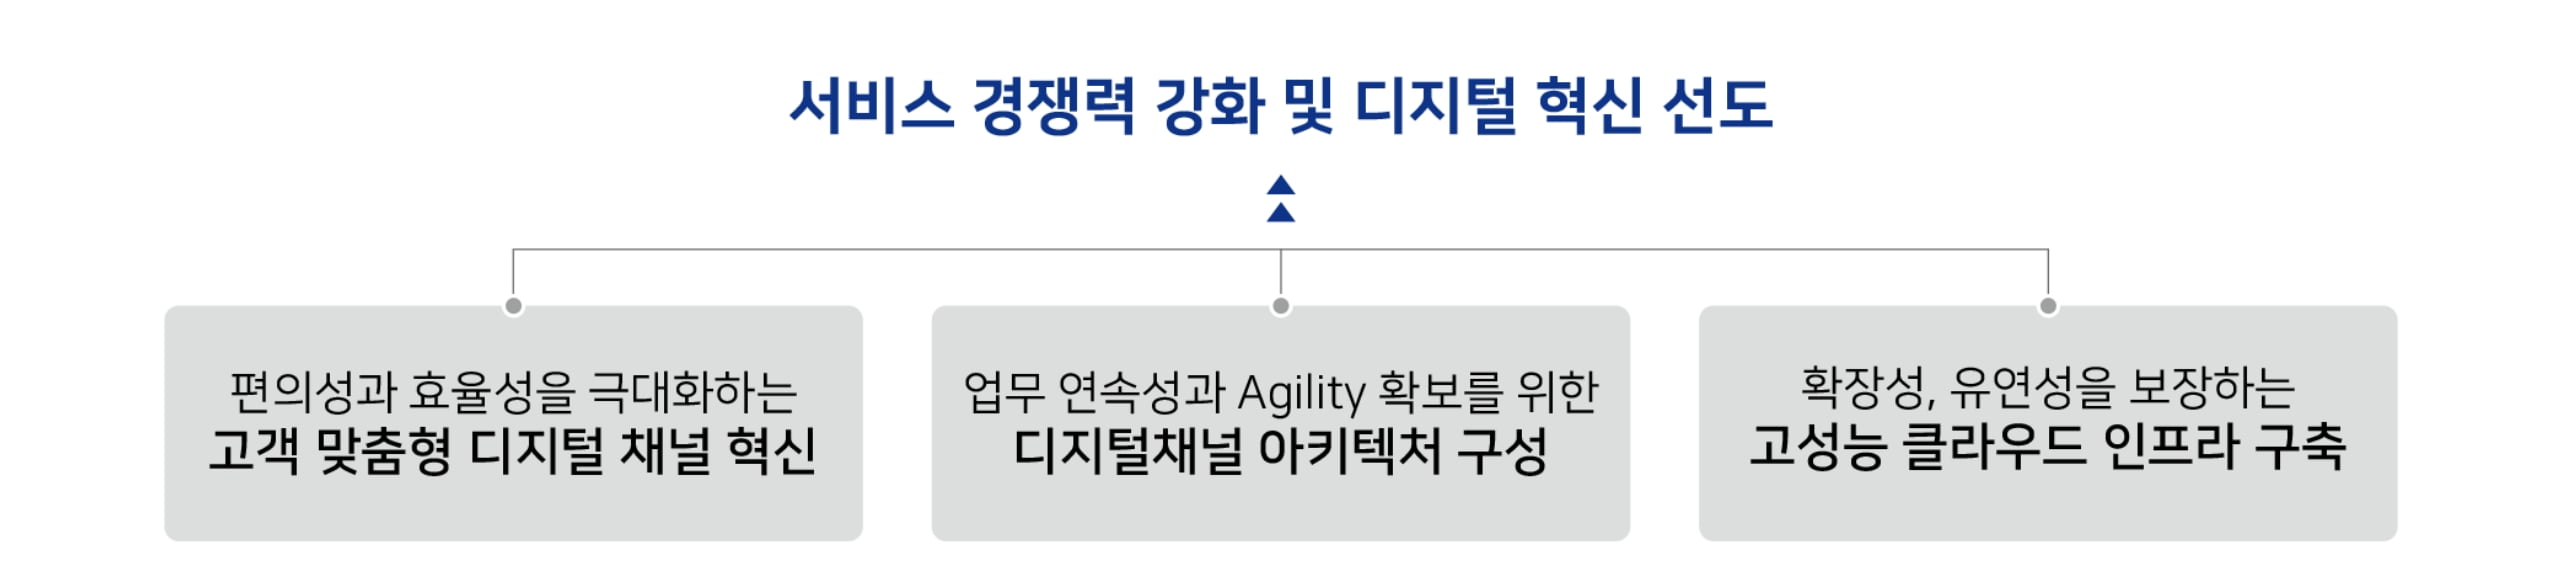 서비스 경쟁력 강화 및 디지털 혁신 선도
편의성과 효율성을 극대화하는
고객 맞춤형 디지털 채널 혁신
업무 연속성과 Agility 확보를 위한
디지털채널 아키텍처 구성
확장성, 유연성을 보장하는
고성능 클라우드 인프라 구축